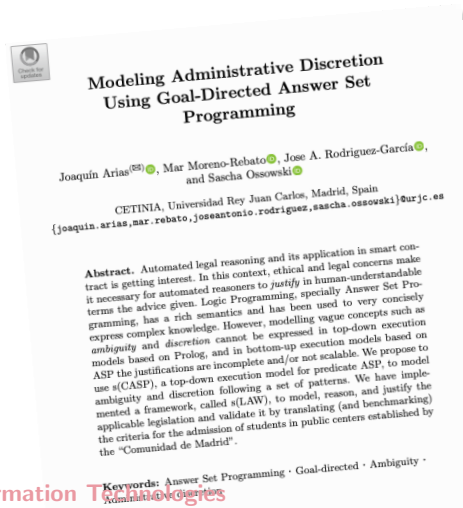 Check for
updates
Modeling Administrative Discretion
Using Goal-Directed Answer Set
Programming
Joaquín Arias(✉), Mar Moreno-Rebato, Jose A. Rodriguez-García,
and Sascha Ossowski
CETINIA, Universidad Rey Juan Carlos, Madrid, Spain
{joaquin.arias,mar.rebato,joseantonio.rodriguez,sascha.ossowski}@urjc.es
Abstract. Automated legal reasoning and its application in smart con-
tract is getting interest. In this context, ethical and legal concerns make
it necessary for automated reasoners to justify in human-understandable
terms the advice given. Logic Programming, specially Answer Set Pro-
gramming, has a rich semantics and has been used to very concisely
express complex knowledge. However, modelling vague concepts such as
ambiguity and discretion cannot be expressed in top-down execution
models based on Prolog, and in bottom-up execution models based on
ASP the justifications are incomplete and/or not scalable. We propose to
use s(CASP), a top-down execution model for predicate ASP, to model
ambiguity and discretion following a set of patterns. We have imple-
mented a framework, called s(LAW), to model, reason, and justify the
applicable legislation and validate it by translating (and benchmarking)
the criteria for the admission of students in public centers established by
the “Comunidad de Madrid”.
Keywords: Answer Set Programming · Goal-directed · Ambiguity ·
Administrative discretion
rmation Technologies